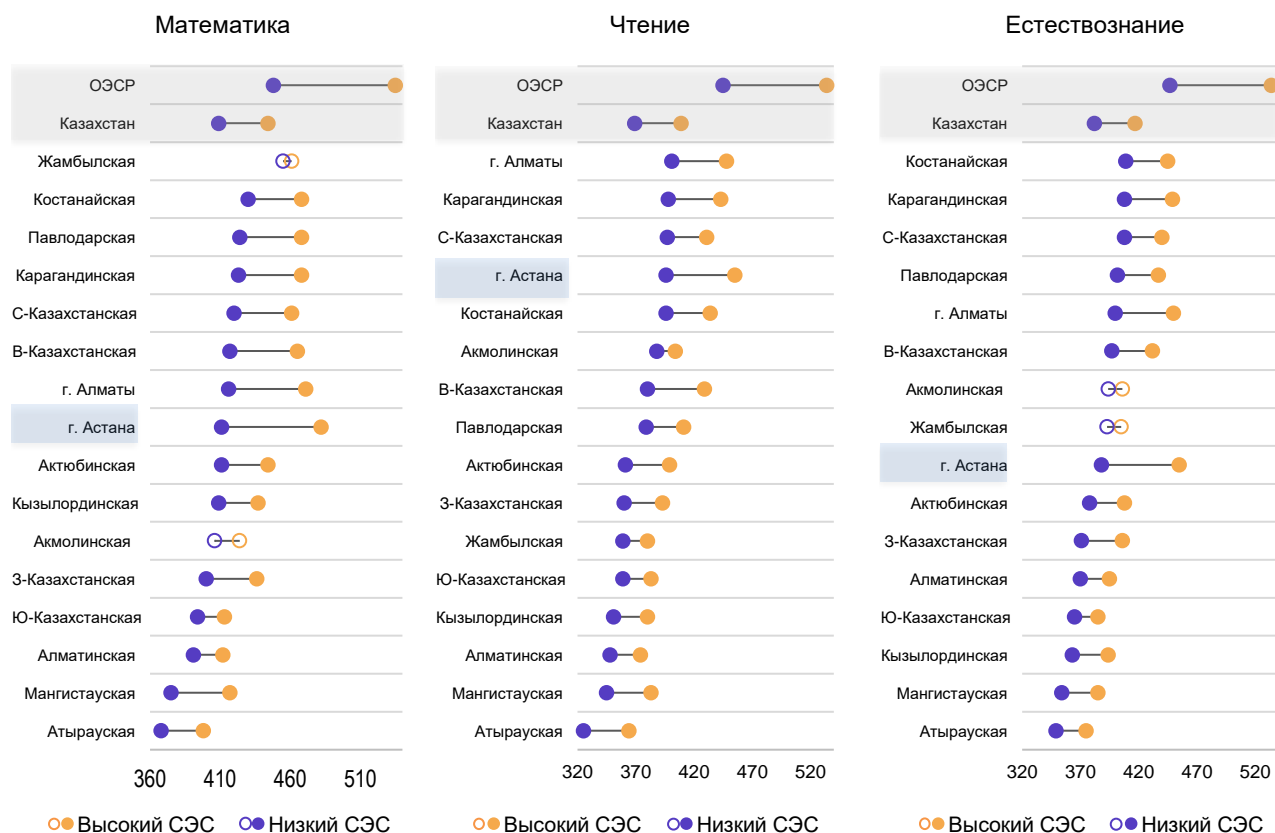 Математика
ОЭСР
Казахстан
Жамбылская
Костанайская
Павлодарская
Карагандинская
С-Казахстанская
В-Казахстанская
г. Алматы
г. Астана
Актюбинская
Кызылординская
Акмолинская
З-Казахстанская
Ю-Казахстанская
Алматинская
Мангистауская
Атырауская
360 410 460 510
Высокий СЭС Низкий СЭС
Чтение
ОЭСР
Казахстан
г. Алматы
Карагандинская
С-Казахстанская
г. Астана
Костанайская
Акмолинская
В-Казахстанская
Павлодарская
Актюбинская
З-Казахстанская
Жамбылская
Ю-Казахстанская
Кызылординская
Алматинская
Мангистауская
Атырауская
320 370 420 470 520
Высокий СЭС Низкий СЭС
Естествознание
ОЭСР
Казахстан
Костанайская
Карагандинская
С-Казахстанская
Павлодарская
г. Алматы
В-Казахстанская
Акмолинская
Жамбылская
г. Астана
Актюбинская
З-Казахстанская
Алматинская
Ю-Казахстанская
Кызылординская
Мангистауская
Атырауская
320 370 420 470 520
Высокий СЭС Низкий СЭС